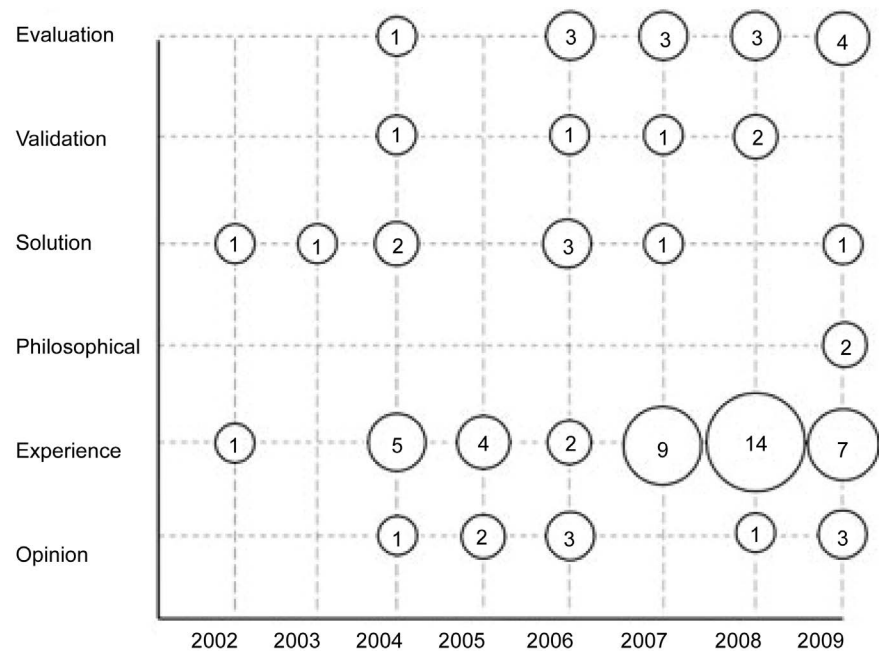 Evaluation 1 3 3 3 4
Validation 1 1 1 2
Solution 1 1 2 3 1 1
Philosophical 2
Experience 1 5 4 2 9 14 7
Opinion 1 2 3 1 3
2002 2003 2004 2005 2006 2007 2008 2009